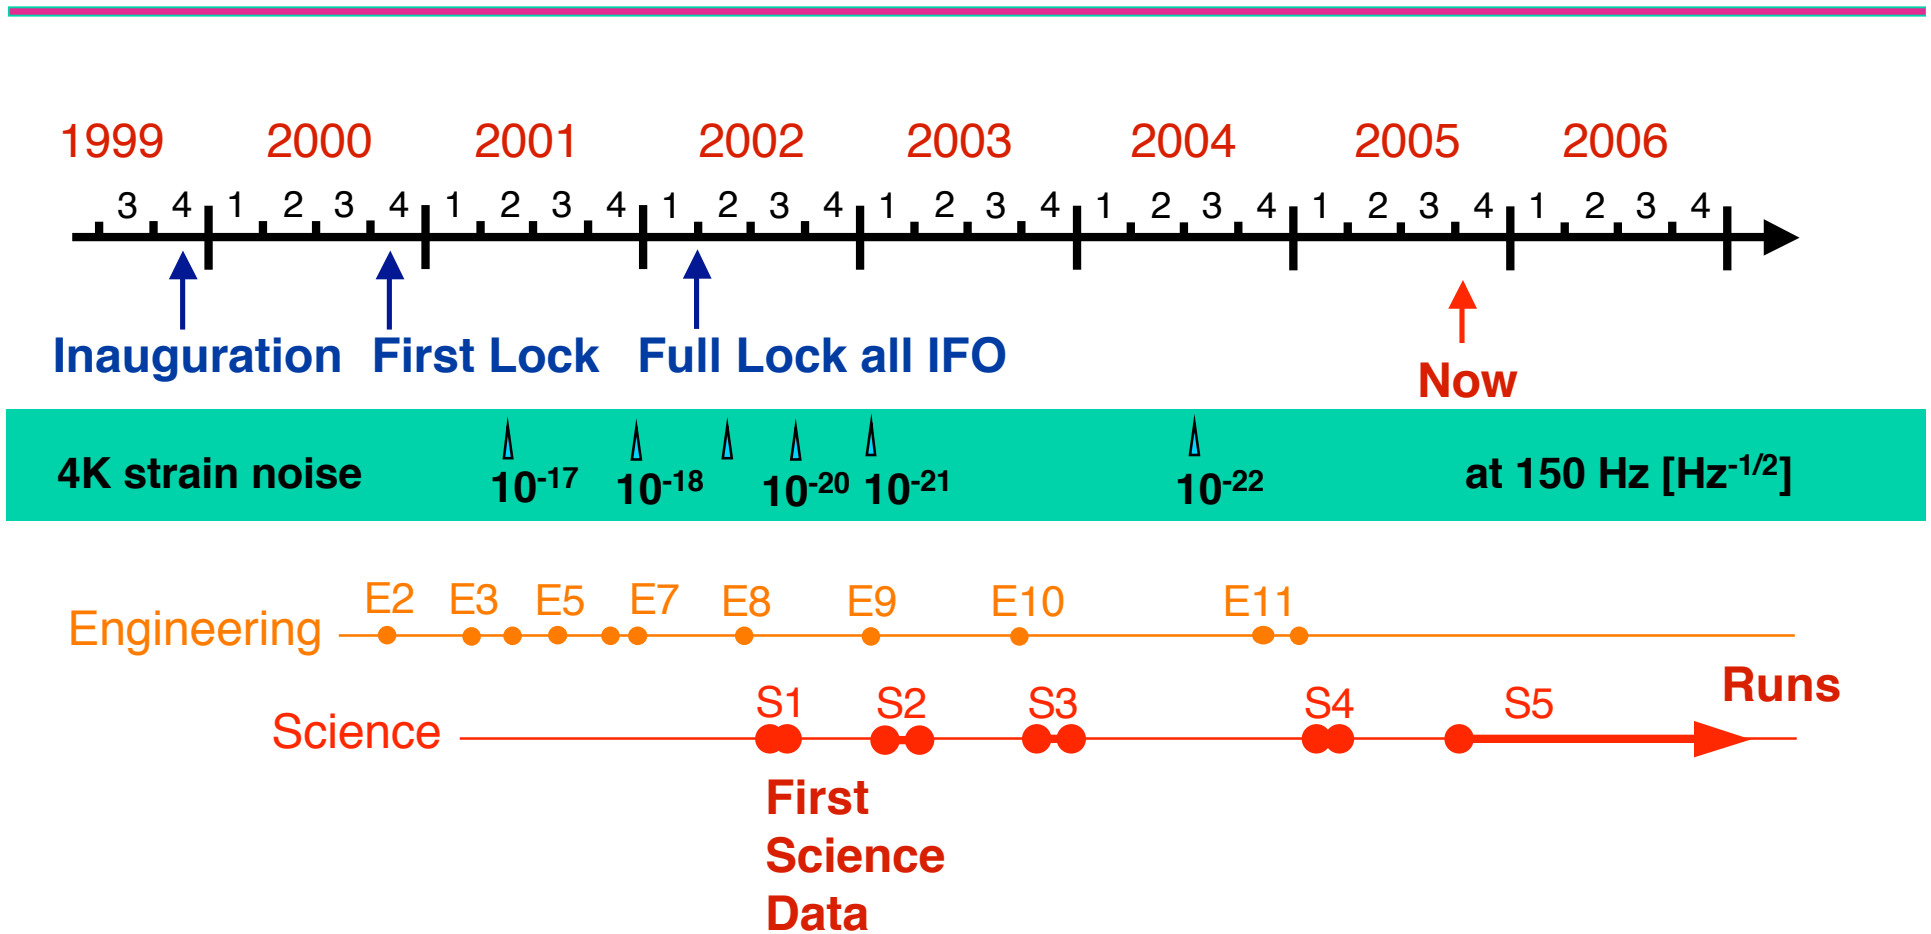 1999 2000 2001 2002 2003 2004 2005 2006
3 4 1 2 3 4 1 2 3 4 1 2 3 4 1 2 3 4 1 2 3 4 1 2 3 4 1 2 3 4
Inauguration First Lock Full Lock all IFO
Now
4K strain noise 10-17 10-18 10-20 10-21 10-22 at 150 Hz [Hz-1/2]
E2 E3 E5 E7 E8 E9 E10 E11
Engineering
Runs
S1 S2 S3 S4 S5
Science
First
Science
Data